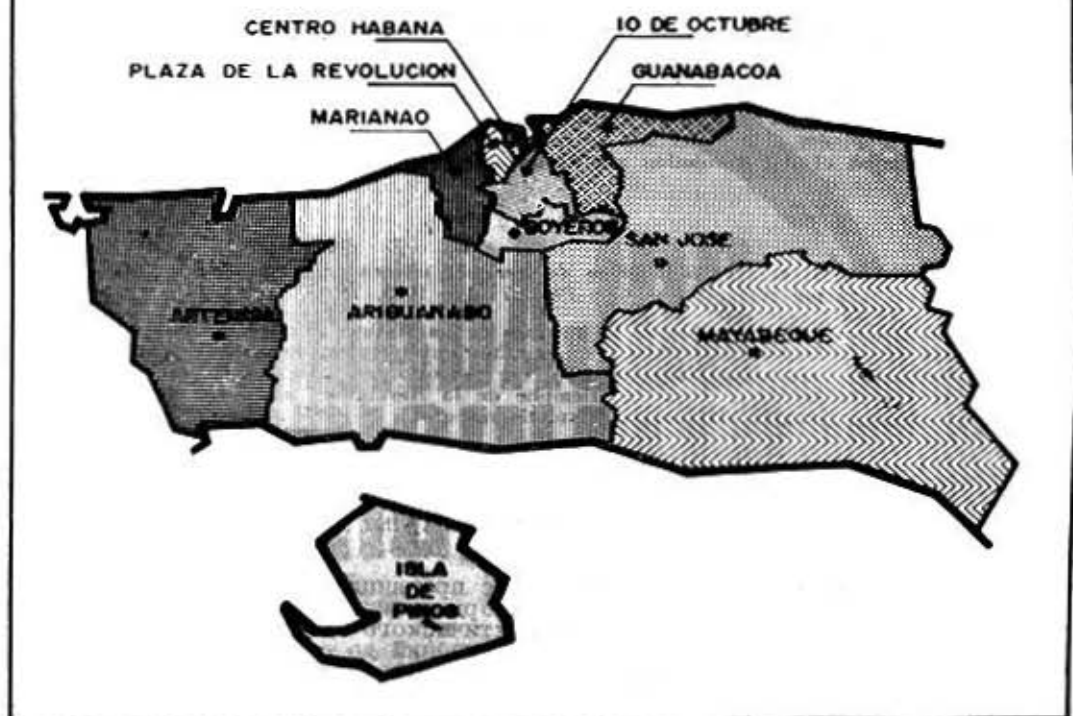 CENTRO HABANA
10 DE OCTUBRE
PLAZA DE LA REVOLUCION
GUANABACOA
MARIANAO
BOYEROS
SAN JOSE
ARTEMISA
ARIGUANABO
MAYABEQUE
ISLA
DE
PINOS